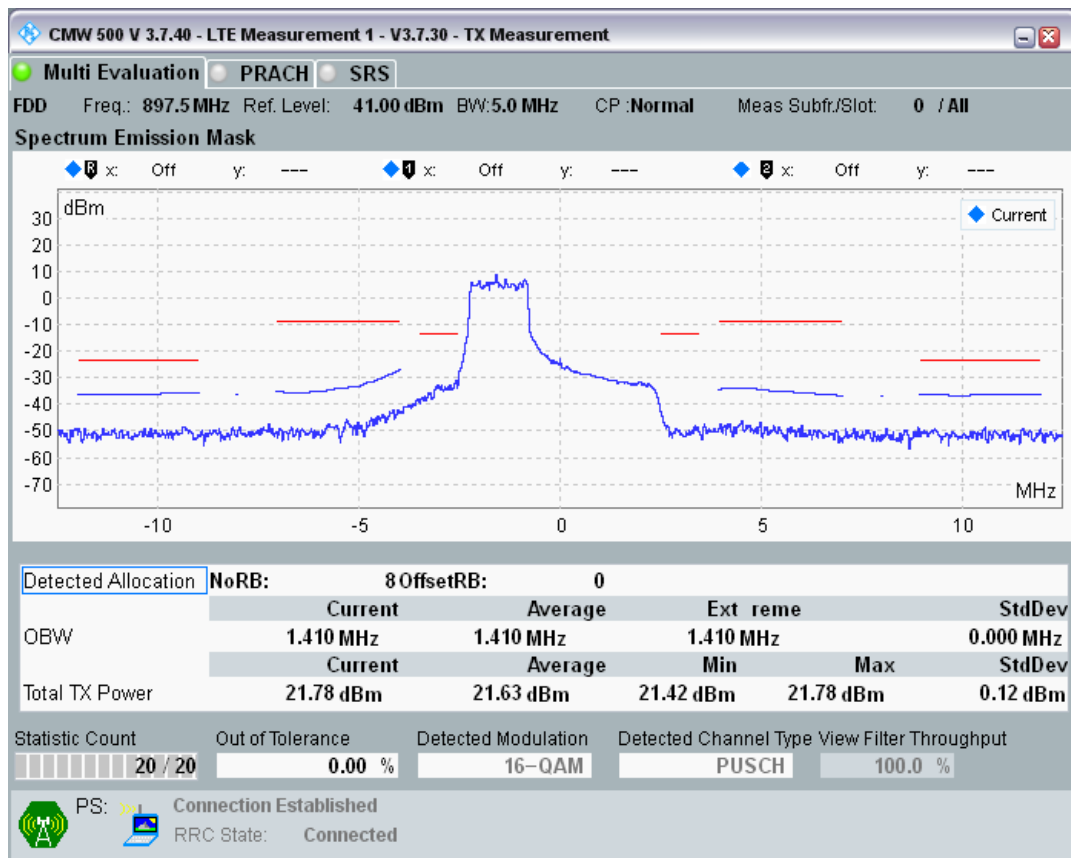 CMW 500 V 3.7.40 - LTE Measurement 1 - V3.7.30 - TX Measurement
Multi Evaluation PRACH SRS
FDD Freq.: 897.5 MHz Ref. Level: 41.00 dBm BW:5.0 MHz CP :Normal Meas Subfr./Slot: 0 / All
Spectrum Emission Mask
R x: Off y: --- 1 x: Off y: --- 2 x: Off y: ---
dBm
Current
30
20
10
0
-10
-20
-30
-40
-50
-60
-70
MHz
-10 -5 0 5 10
Detected Allocation NoRB: 8 OffsetRB: 0
Current Average Ext reme StdDev
OBW 1.410 MHz 1.410 MHz 1.410 MHz 0.000 MHz
Current Average Min Max StdDev
Total TX Power 21.78 dBm 21.63 dBm 21.42 dBm 21.78 dBm 0.12 dBm
Statistic Count Out of Tolerance Detected Modulation Detected Channel Type View Filter Throughput
20 / 20 0.00 % 16-QAM PUSCH 100.0 %
PS: Connection Established
RRC State: Connected